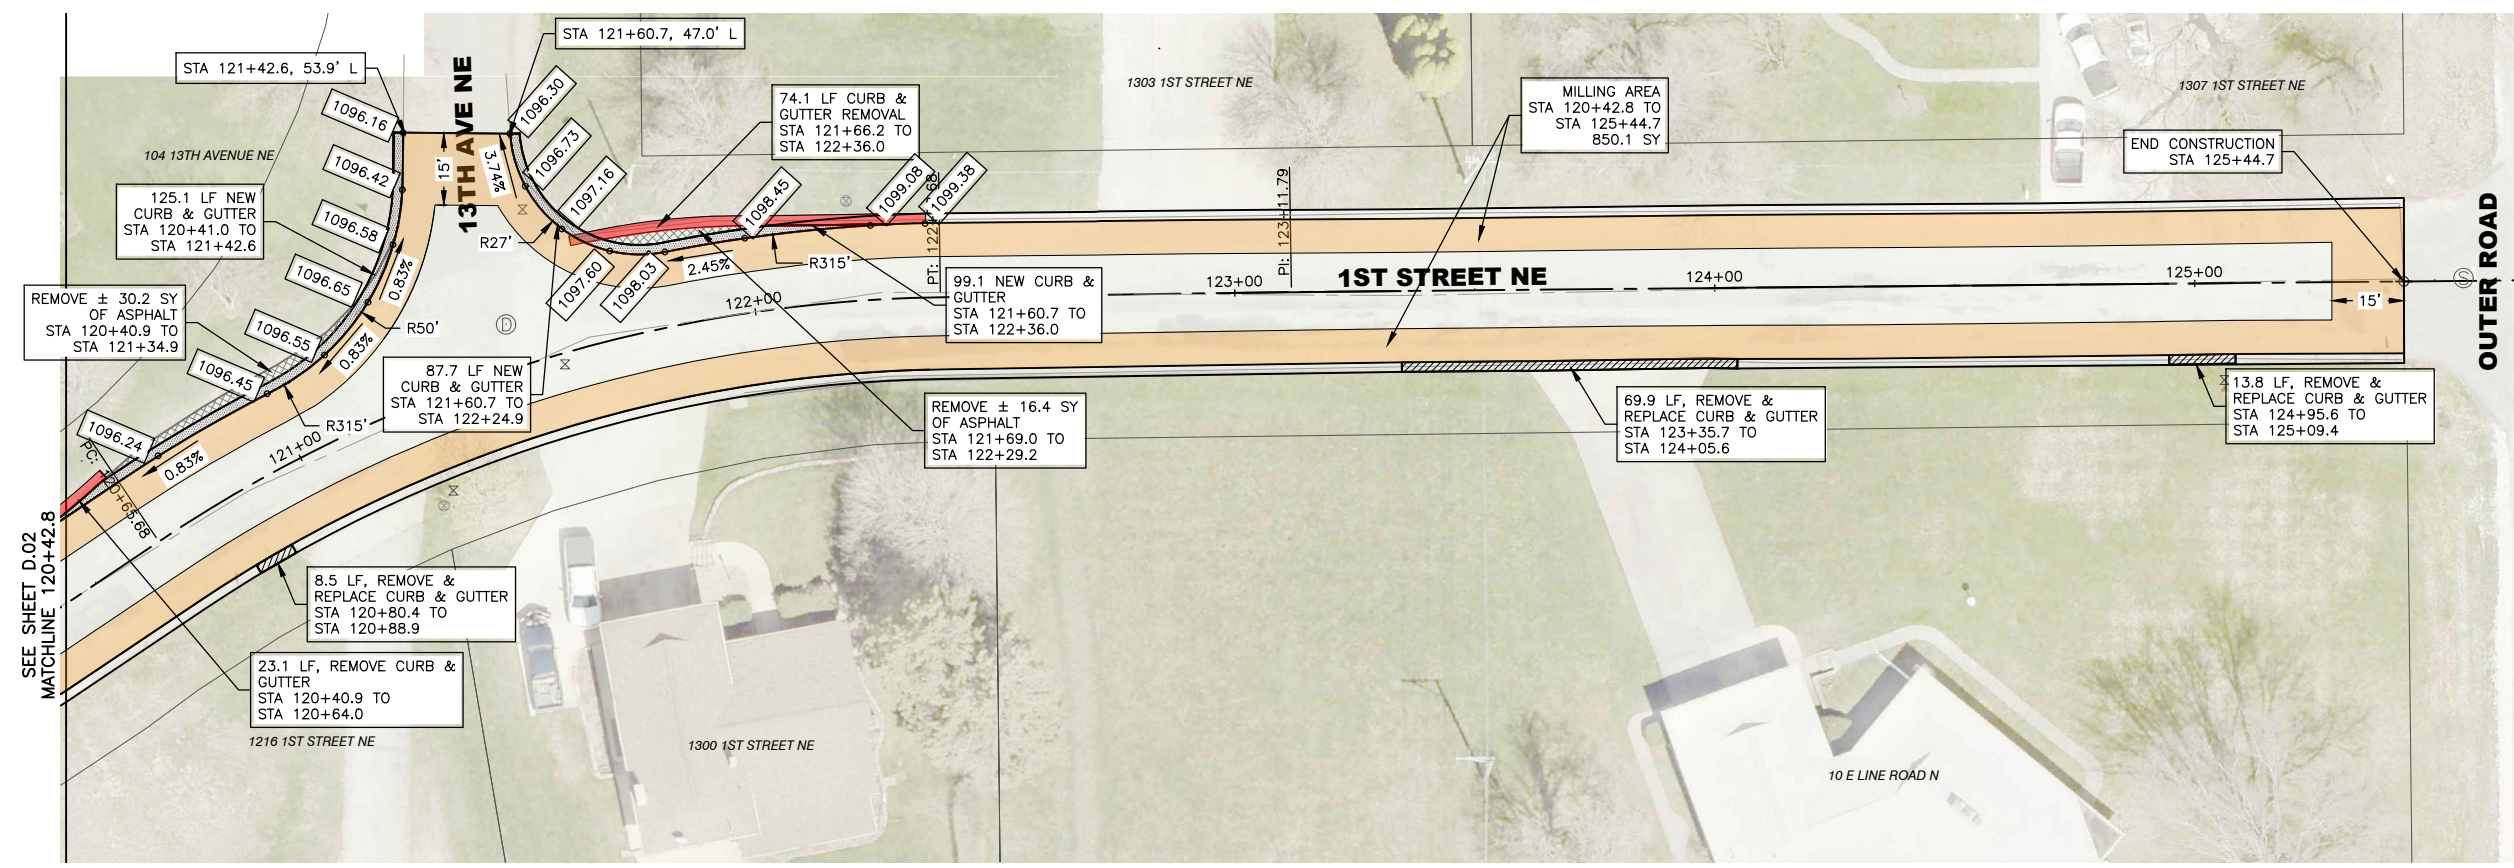 STA 121+60.7, 47.0' L
STA 121+42.6, 53.9' L
13TH AVE NE
1096.16
1096.30
104 13TH AVENUE NE
1096.42
15'
3.74%
1096.73
74.1 LF CURB &
GUTTER REMOVAL
STA 121+66.2 TO
STA 122+36.0
1303 1ST STREET NE
MILLING AREA
STA 120+42.8 TO
STA 125+44.7
850.1 SY
1307 1ST STREET NE
END CONSTRUCTION
STA 125+44.7
125.1 LF NEW
CURB & GUTTER
STA 120+41.0 TO
STA 121+42.6
1096.58
1097.16
1098.45
1099.08
1099.38
R27'
1096.65
0.83%
1097.60
1098.03
2.45%
R315'
PI: 123+11.79
1ST STREET NE
122+00
123+00
124+00
125+00
15'
S
OUTER ROAD
REMOVE ± 30.2 SY
OF ASPHALT
STA 120+40.9 TO
STA 121+34.9
1096.55
0.83%
R50'
D
99.1 NEW CURB &
GUTTER
STA 121+60.7 TO
STA 122+36.0
1096.45
87.7 LF NEW
CURB & GUTTER
STA 121+60.7 TO
STA 122+24.9
REMOVE ± 16.4 SY
OF ASPHALT
STA 121+69.0 TO
STA 122+29.2
69.9 LF, REMOVE &
REPLACE CURB & GUTTER
STA 123+35.7 TO
STA 124+05.6
13.8 LF, REMOVE &
REPLACE CURB & GUTTER
STA 124+95.6 TO
STA 125+09.4
1096.24
0.83%
121+00
R315'
SEE SHEET D.02
MATCHLINE 120+42.8
8.5 LF, REMOVE &
REPLACE CURB & GUTTER
STA 120+80.4 TO
STA 120+88.9
23.1 LF, REMOVE CURB &
GUTTER
STA 120+40.9 TO
STA 120+64.0
1216 1ST STREET NE
1300 1ST STREET NE
10 E LINE ROAD N